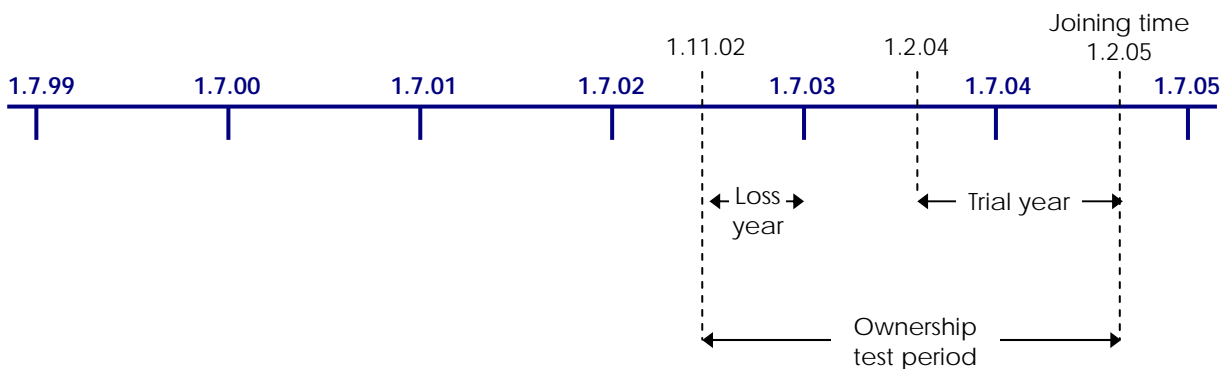 Joining time
1.11.02 1.2.04 1.2.05
1.7.99 1.7.00 1.7.01 1.7.02 1.7.03 1.7.04 1.7.05
Loss
year
Trial year
Ownership
test period